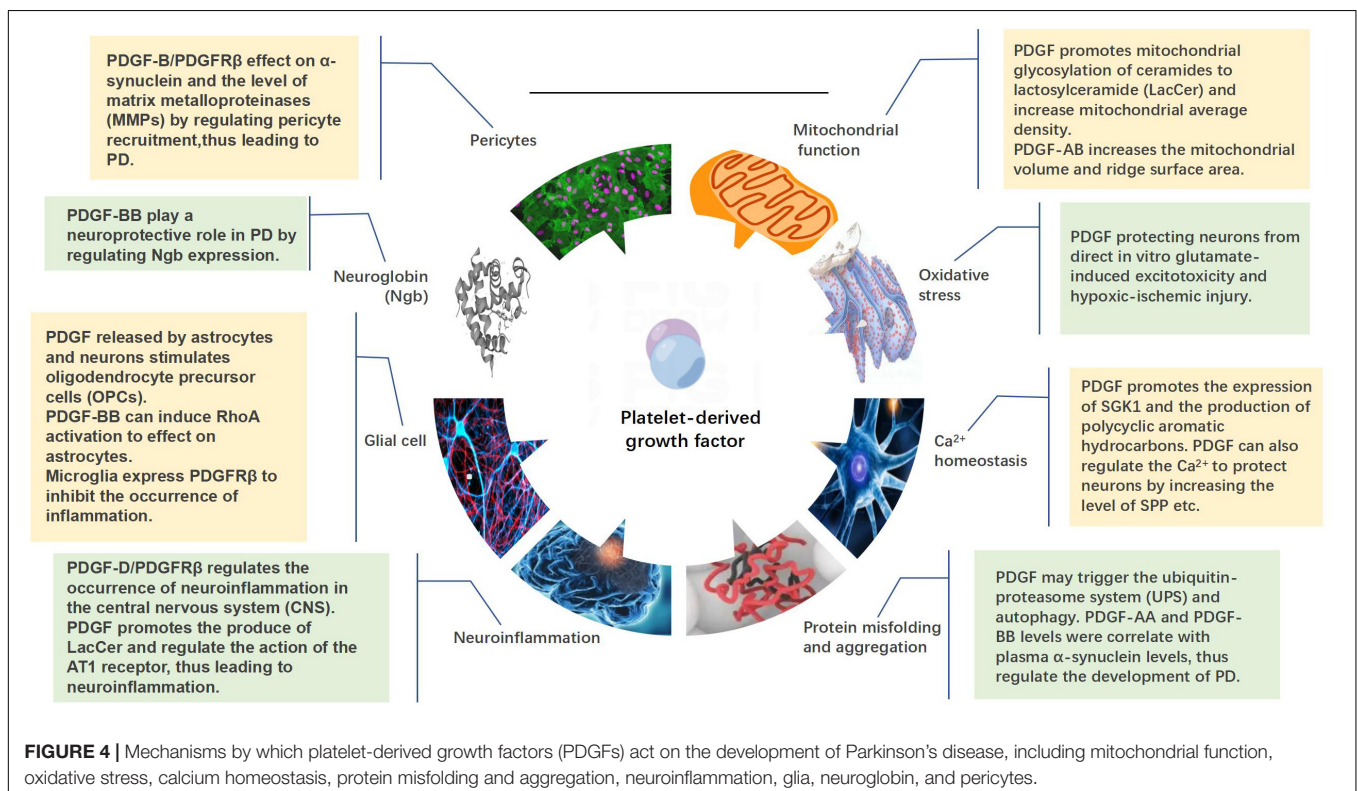 PDGF-B/PDGFRβ effect on α-
synuclein and the level of
matrix metalloproteinases
(MMPs) by regulating pericyte
recruitment,thus leading to
PD.
Pericytes
PDGF promotes mitochondrial
glycosylation of ceramides to
lactosylceramide (LacCer) and
increase mitochondrial average
density.
PDGF-AB increases the mitochondrial
volume and ridge surface area.
Mitochondrial
function
PDGF-BB play a
neuroprotective role in PD by
regulating Ngb expression.
Neuroglobin
(Ngb)
PDGF protecting neurons from
direct in vitro glutamate-
induced excitotoxicity and
hypoxic-ischemic injury.
Oxidative
stress
PDGF released by astrocytes
and neurons stimulates
oligodendrocyte precursor
cells (OPCs).
PDGF-BB can induce RhoA
activation to effect on
astrocytes.
Microglia express PDGFRβ to
inhibit the occurrence of
inflammation.
Glial cell
Platelet-derived
growth factor
Ca²⁺
homeostasis
PDGF promotes the expression
of SGK1 and the production of
polycyclic aromatic
hydrocarbons. PDGF can also
regulate the Ca²⁺ to protect
neurons by increasing the
level of SPP etc.
PDGF-D/PDGFRβ regulates the
occurrence of neuroinflammation in
the central nervous system (CNS).
PDGF promotes the produce of
LacCer and regulate the action of the
AT1 receptor, thus leading to
neuroinflammation.
Neuroinflammation
Protein misfolding
and aggregation
PDGF may trigger the ubiquitin-
proteasome system (UPS) and
autophagy. PDGF-AA and PDGF-
BB levels were correlate with
plasma α-synuclein levels, thus
regulate the development of PD.
FIGURE 4 | Mechanisms by which platelet-derived growth factors (PDGFs) act on the development of Parkinson's disease, including mitochondrial function,
oxidative stress, calcium homeostasis, protein misfolding and aggregation, neuroinflammation, glia, neuroglobin, and pericytes.